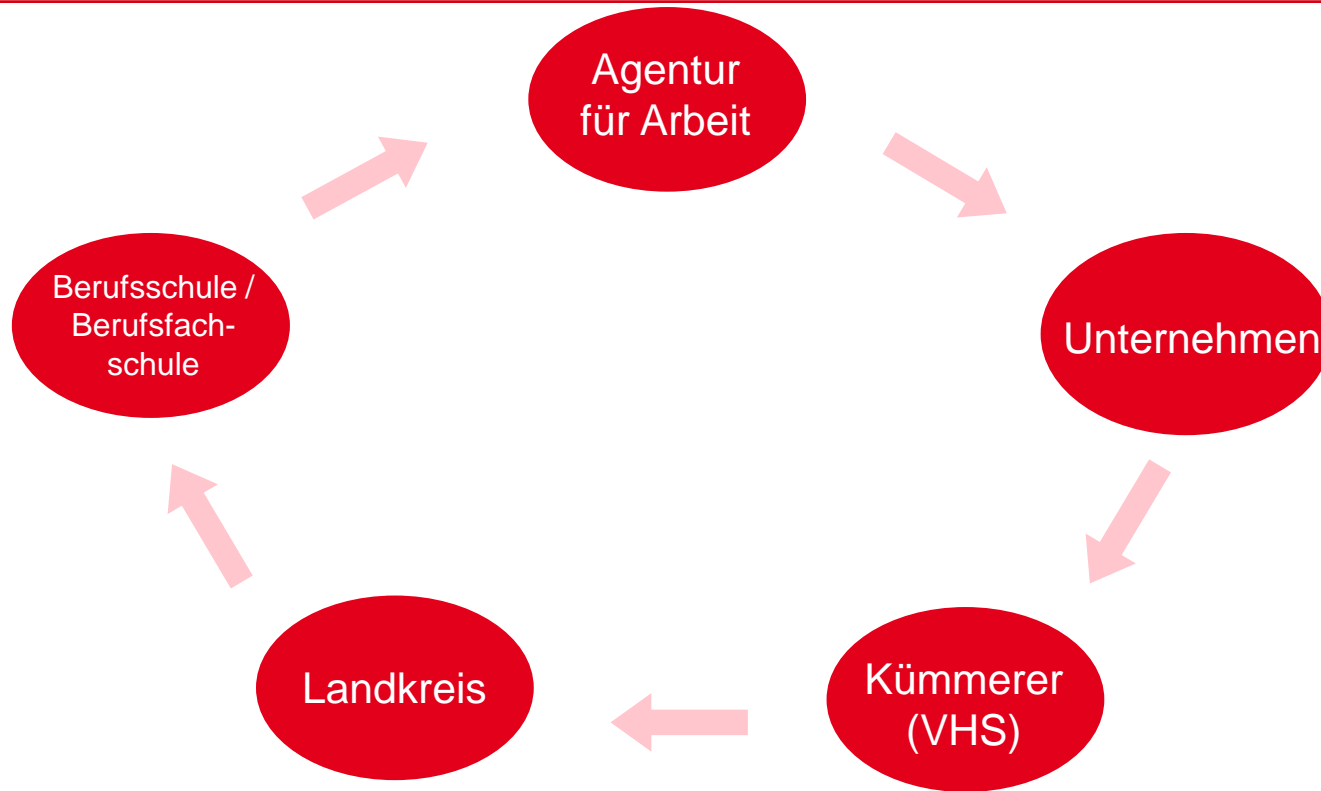 Agentur
für Arbeit
Unternehmen
Kümmerer
(VHS)
Landkreis
Berufsschule /
Berufsfach-
schule